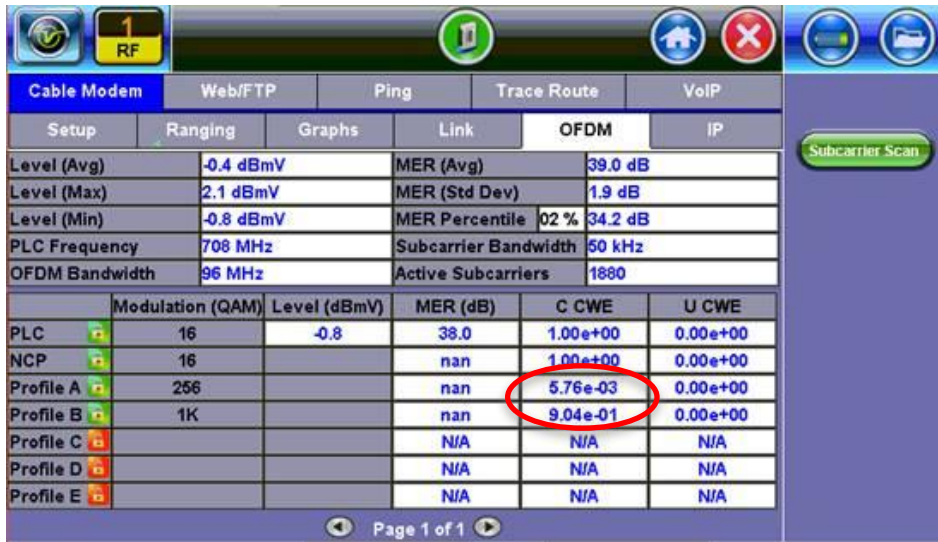 1
RF
Cable Modem Web/FTP Ping Trace Route VoIP
Setup Ranging Graphs Link OFDM IP
Subcarrier Scan
Level (Avg) -0.4 dBmV MER (Avg) 39.0 dB
Level (Max) 2.1 dBmV MER (Std Dev) 1.9 dB
Level (Min) -0.8 dBmV MER Percentile 02 % 34.2 dB
PLC Frequency 708 MHz Subcarrier Bandwidth 50 kHz
OFDM Bandwidth 96 MHz Active Subcarriers 1880
Modulation (QAM) Level (dBmV) MER (dB) C CWE U CWE
PLC 16 -0.8 38.0 1.00e+00 0.00e+00
NCP 16 nan 1.00e+00 0.00e+00
Profile A 256 nan 5.76e-03 0.00e+00
Profile B 1K nan 9.04e-01 0.00e+00
Profile C N/A N/A N/A
Profile D N/A N/A N/A
Profile E N/A N/A N/A
Page 1 of 1